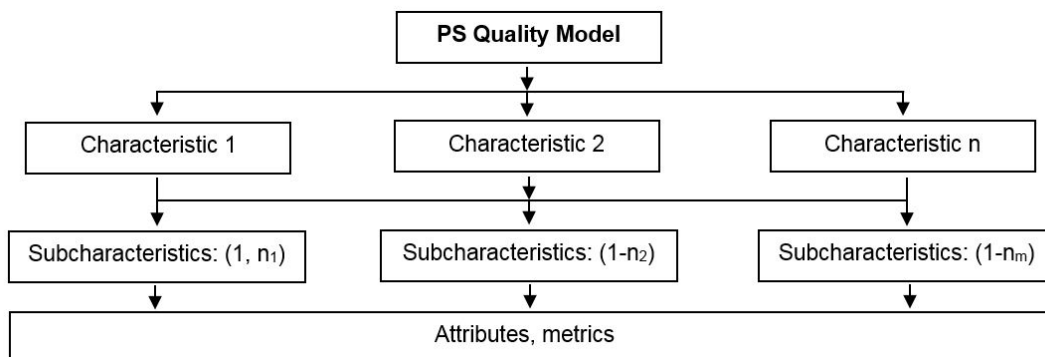 PS Quality Model
Characteristic 1
Characteristic 2
Characteristic n
Subcharacteristics: (1, n₁)
Subcharacteristics: (1-n₂)
Subcharacteristics: (1-nₘ)
Attributes, metrics